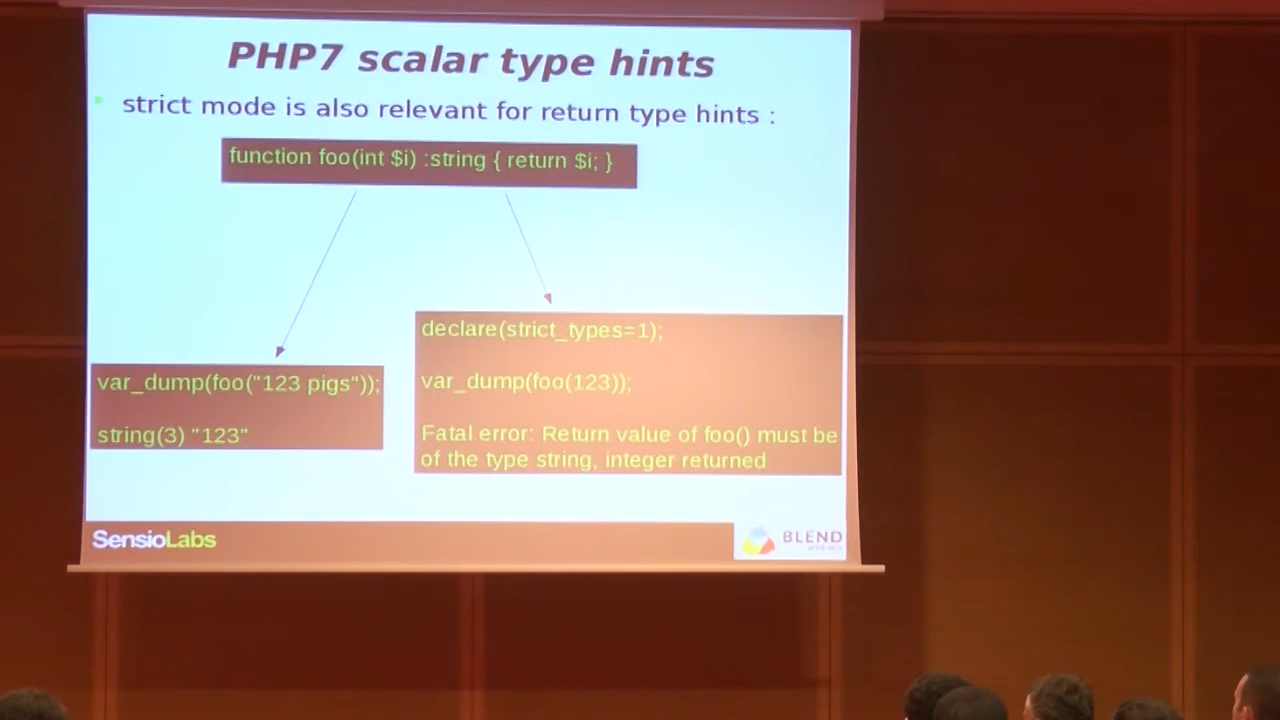 PHP7 scalar type hints
strict mode is also relevant for return type hints :
function foo(int $i) :string { return $i; }
var_dump(foo("123 pigs"));
string(3) "123"
declare(strict_types=1);
var_dump(foo(123));
Fatal error: Return value of foo() must be
of the type string, integer returned
SensioLabs
BLEND